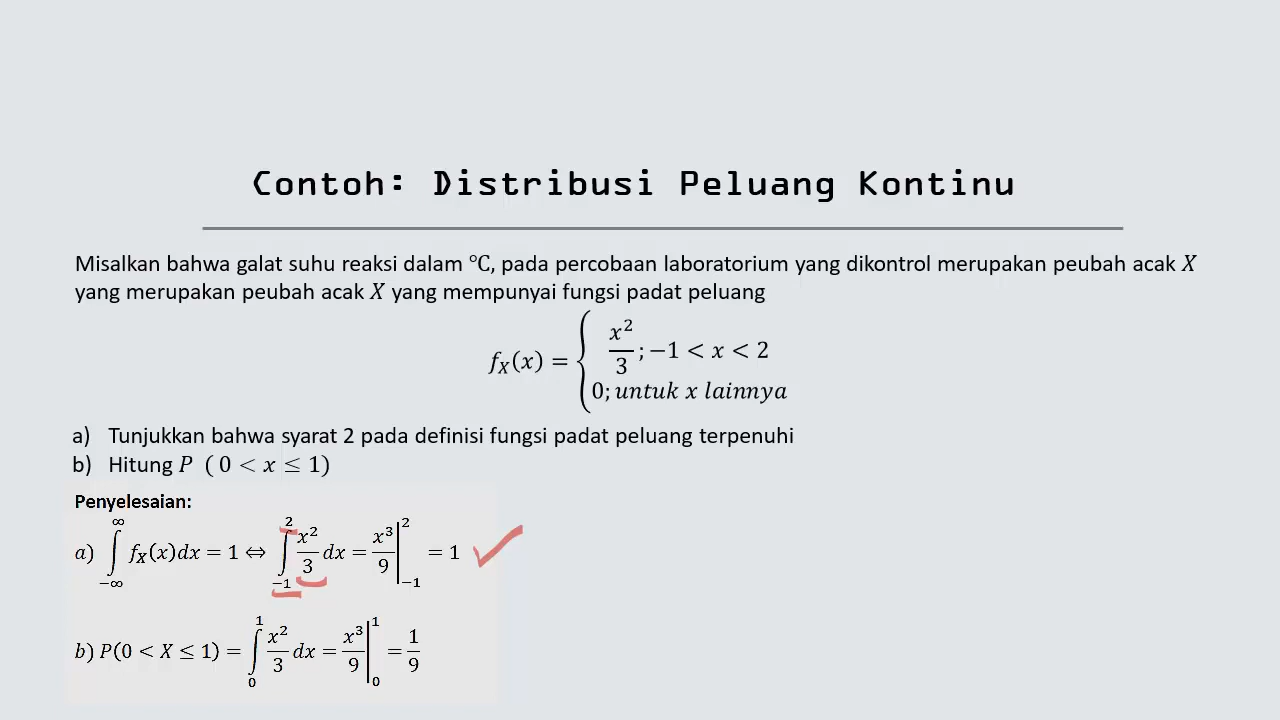 Contoh: Distribusi Peluang Kontinu
Misalkan bahwa galat suhu reaksi dalam ℃, pada percobaan laboratorium yang dikontrol merupakan peubah acak X
yang merupakan peubah acak X yang mempunyai fungsi padat peluang
f_X(x) = { x²/3 ; −1 < x < 2
0; untuk x lainnya
a) Tunjukkan bahwa syarat 2 pada definisi fungsi padat peluang terpenuhi
b) Hitung P ( 0 < x ≤ 1)
Penyelesaian:
a) ∫_{−∞}^{∞} f_X(x)dx = 1 ⇔ ∫_{−1}^{2} x²/3 dx = x³/9 |_{−1}^{2} = 1
b) P(0 < X ≤ 1) = ∫_{0}^{1} x²/3 dx = x³/9 |_{0}^{1} = 1/9